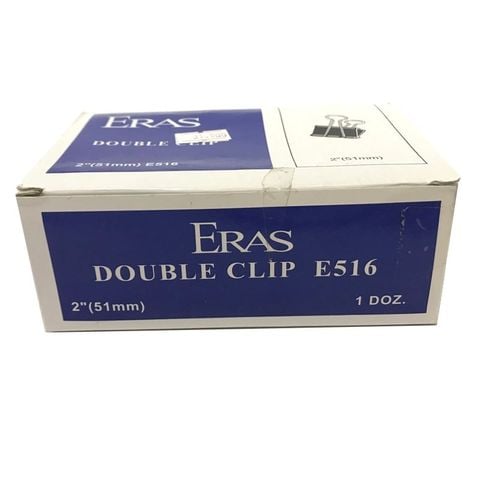 ERAS
DOUBLE CLIP
2"(51mm) E516
2"(51mm)
ERAS
DOUBLE CLIP E516
2"(51mm)
1 DOZ.